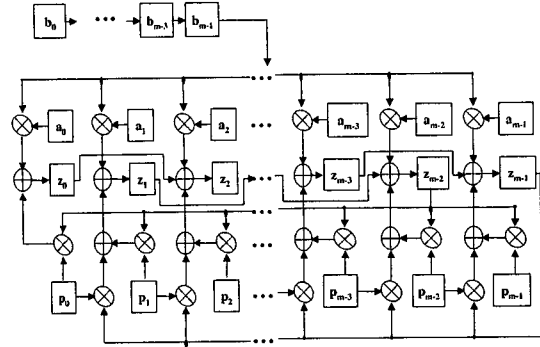 b0 ... bm-3 bm-1
...
a0 a1 a2 ... am-3 am-2 am-1
z0 z1 z2 ... zm-3 zm-2 zm-1
...
...
p0 p1 p2 ... pm-3 pm-2 pm-1
...